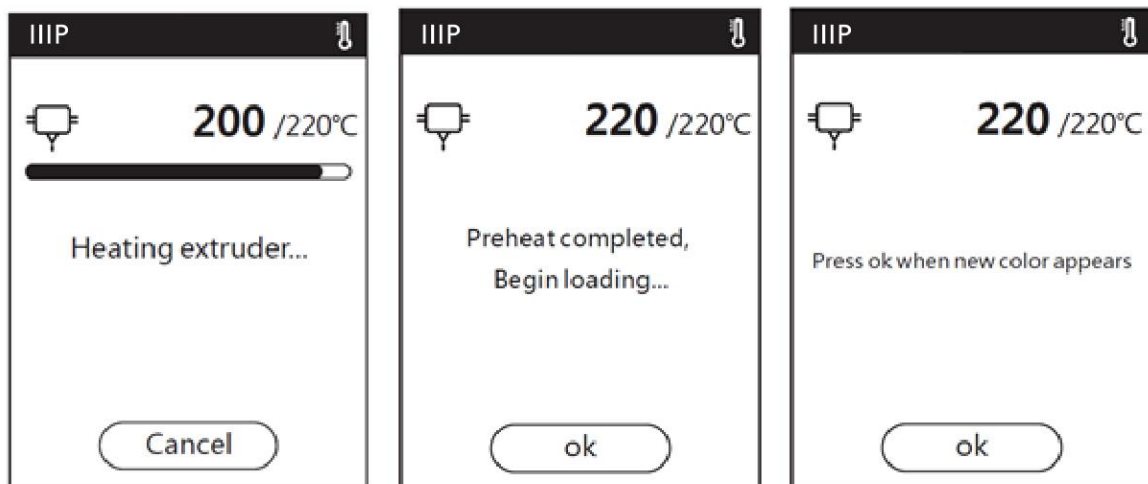 IIIP
200 /220°C
Heating extruder...
Cancel
IIIP
220 /220°C
Preheat completed,
Begin loading...
ok
IIIP
220 /220°C
Press ok when new color appears
ok